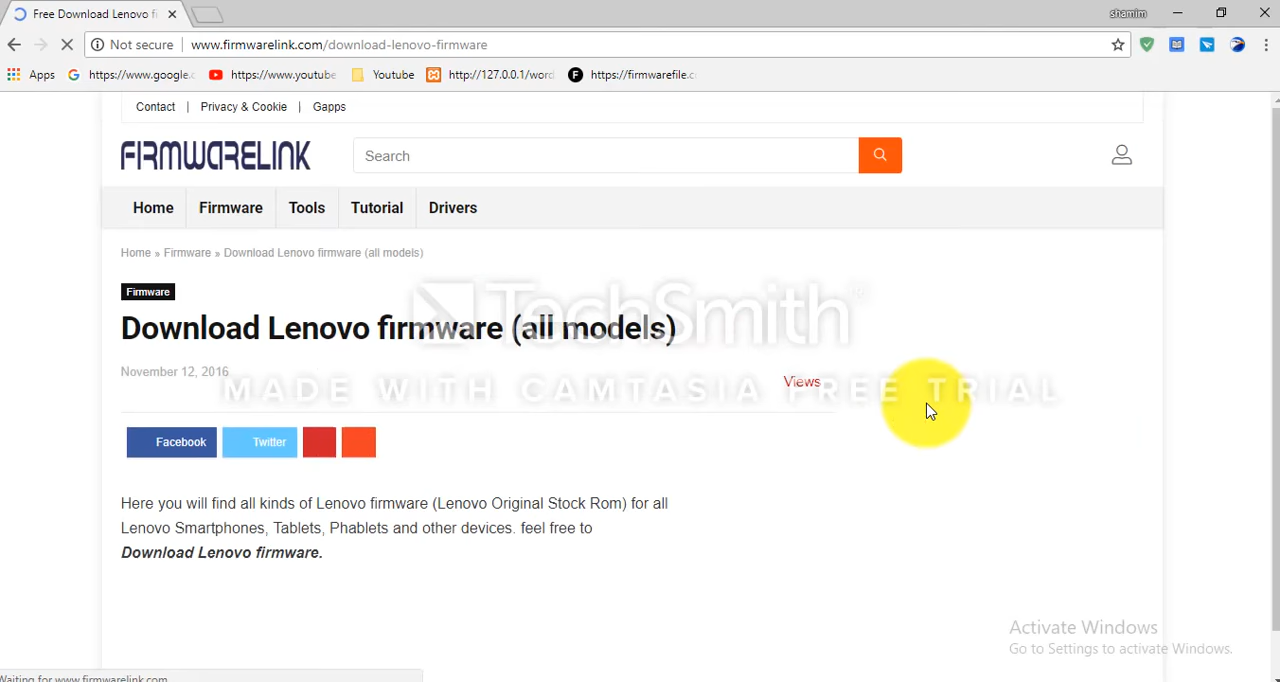 Free Download Lenovo fi
shamim
Not secure | www.firmwarelink.com/download-lenovo-firmware
Apps https://www.google. https://www.youtube Youtube http://127.0.0.1/word https://firmwarefile.c
Contact | Privacy & Cookie | Gapps
FIRMWARELINK
Search
Home Firmware Tools Tutorial Drivers
Home » Firmware » Download Lenovo firmware (all models)
Firmware
TechSmith
Download Lenovo firmware (all models)
November 12, 2016
Views
MADE WITH CAMTASIA FREE TRIAL
Facebook Twitter
Here you will find all kinds of Lenovo firmware (Lenovo Original Stock Rom) for all
Lenovo Smartphones, Tablets, Phablets and other devices. feel free to
Download Lenovo firmware.
Activate Windows
Go to Settings to activate Windows.
Waiting for www.firmwarelink.com